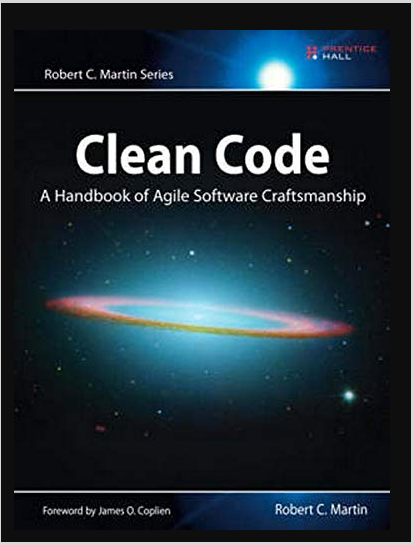 PRENTICE
HALL
Robert C. Martin Series
Clean Code
A Handbook of Agile Software Craftsmanship
Foreword by James O. Coplien
Robert C. Martin